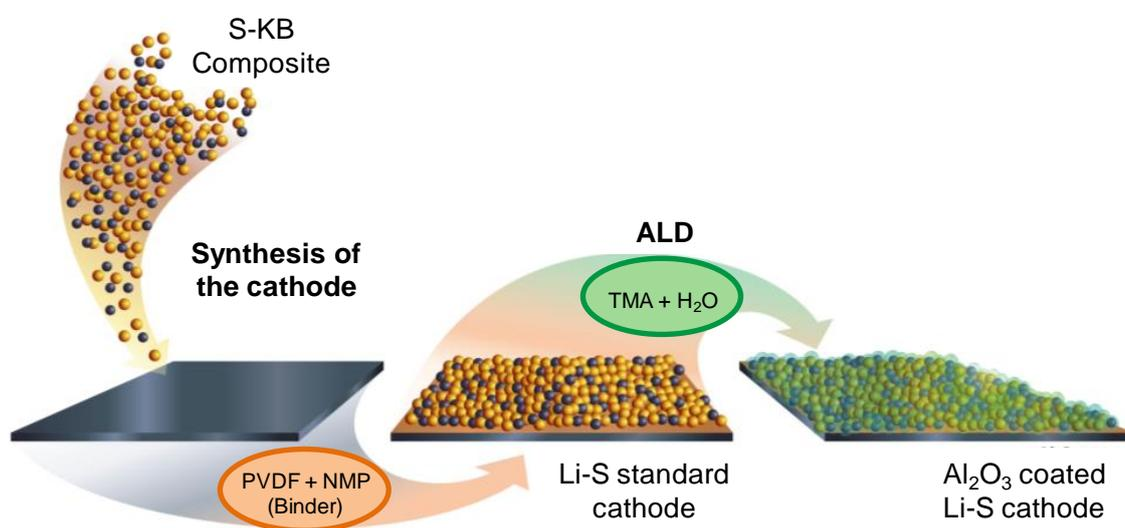 S-KB
Composite
Synthesis of
the cathode
ALD
TMA + H₂O
PVDF + NMP
(Binder)
Li-S standard
cathode
Al₂O₃ coated
Li-S cathode